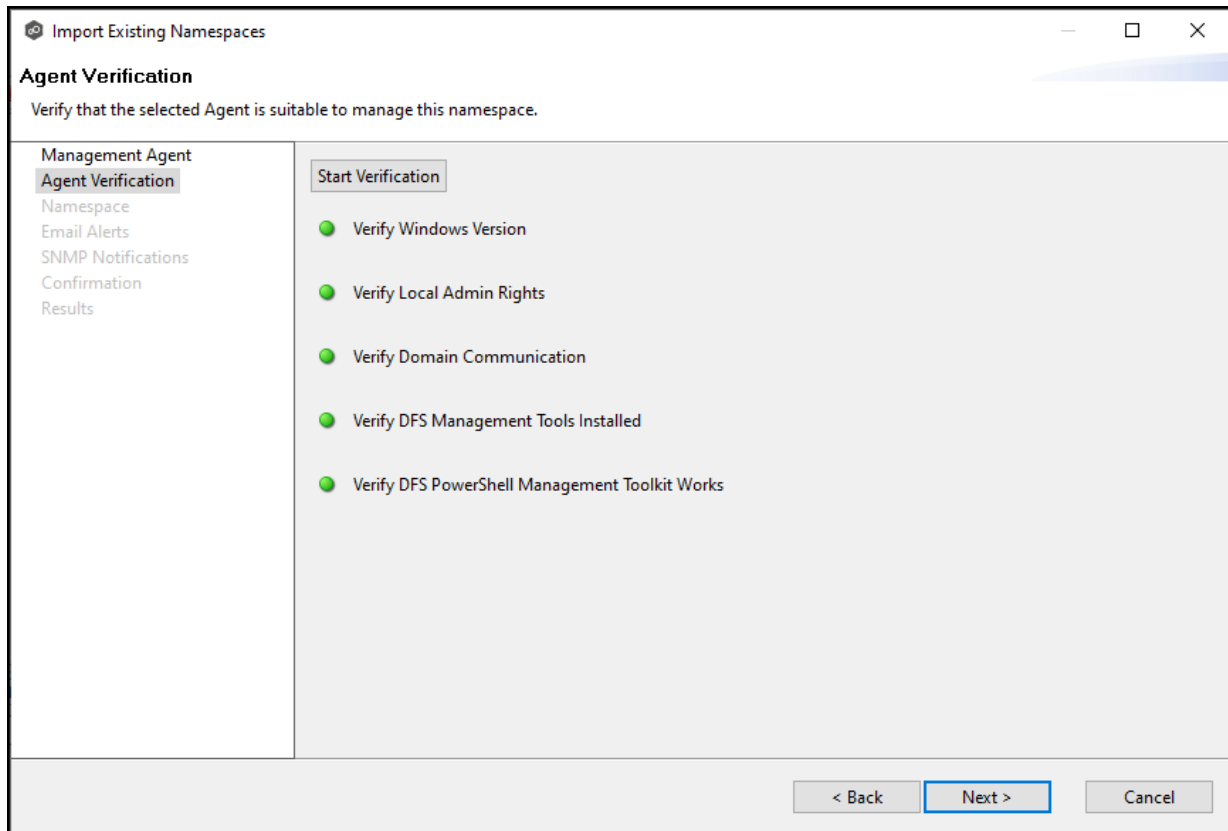 Import Existing Namespaces
Agent Verification
Verify that the selected Agent is suitable to manage this namespace.
Management Agent
Agent Verification
Namespace
Email Alerts
SNMP Notifications
Confirmation
Results
Start Verification
Verify Windows Version
Verify Local Admin Rights
Verify Domain Communication
Verify DFS Management Tools Installed
Verify DFS PowerShell Management Toolkit Works
< Back
Next >
Cancel